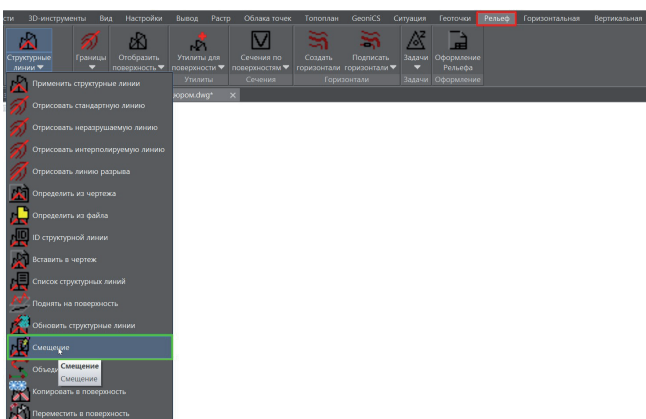 сти 3D-инструменты Вид Настройки Вывод Растр Облака точек Топоплан GeoniCS Ситуация Геоточки Рельеф Горизонтальная Вертикальная
Структурные линии
Границы
Отобразить поверхность
Утилиты для поверхности
Сечения по поверхностям
Создать горизонтали
Подписать горизонтали
Задачи
Оформление Рельефа
Утилиты Сечения Горизонтали Задачи Оформление
юром.dwg*
Применить структурные линии
Отрисовать стандартную линию
Отрисовать неразрушаемую линию
Отрисовать интерполируемую линию
Отрисовать линию разрыва
Определить из чертежа
Определить из файла
ID структурной линии
Вставить в чертеж
Список структурных линий
Поднять на поверхность
Обновить структурные линии
Смещение
Объеди
Смещение
Смещение
Копировать в поверхность
Переместить в поверхность